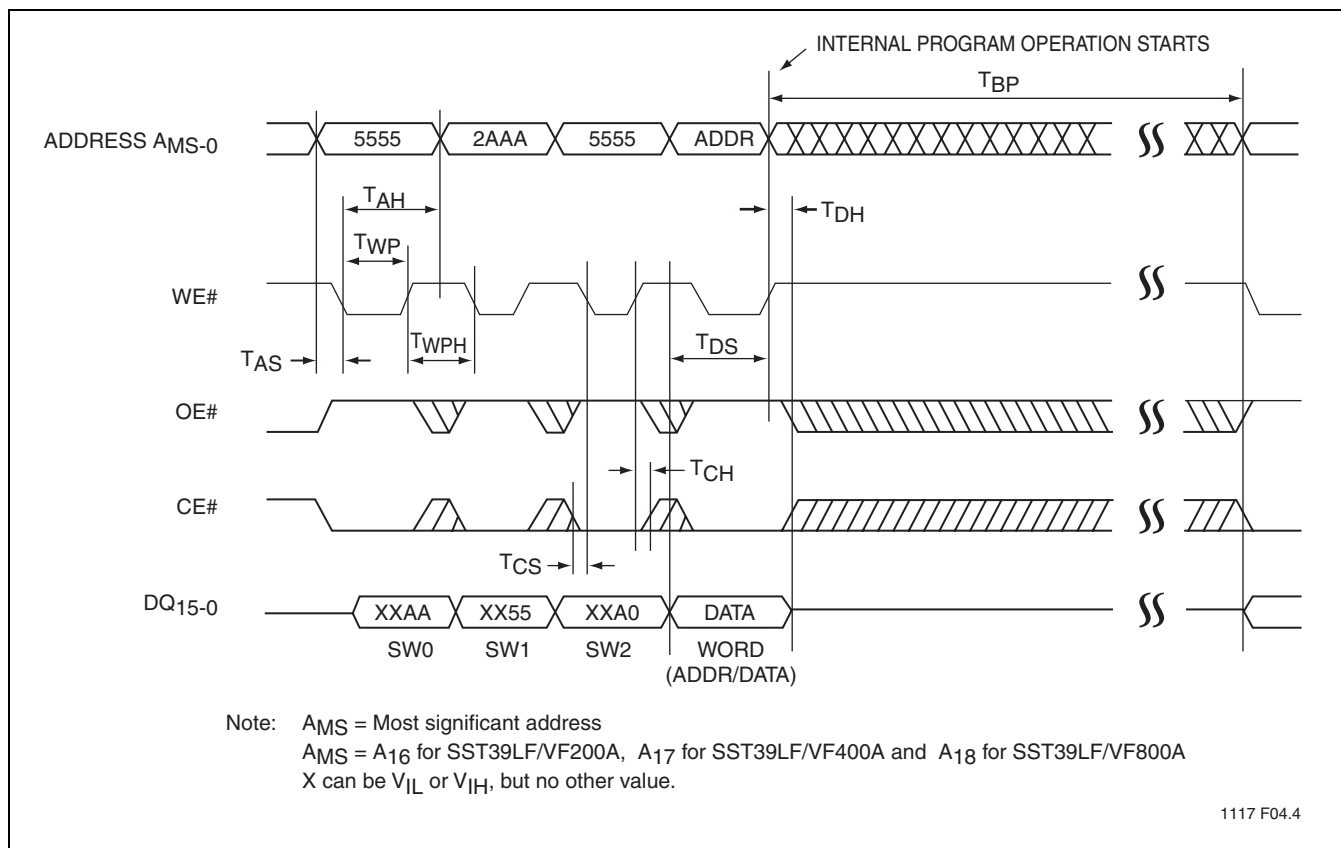 INTERNAL PROGRAM OPERATION STARTS
TBP
ADDRESS AMS-0
5555 2AAA 5555 ADDR
TAH
TDH
TWP
WE#
TWPH
TDS
TAS
OE#
TCH
CE#
TCS
DQ15-0
XXAA XX55 XXA0 DATA
SW0 SW1 SW2 WORD
(ADDR/DATA)
Note: AMS = Most significant address
AMS = A16 for SST39LF/VF200A, A17 for SST39LF/VF400A and A18 for SST39LF/VF800A
X can be VIL or VIH, but no other value.
1117 F04.4